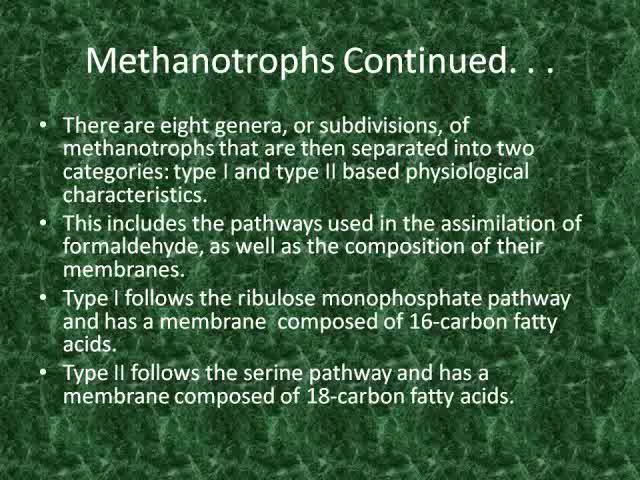 Methanotrophs Continued. . .
• There are eight genera, or subdivisions, of
methanotrophs that are then separated into two
categories: type I and type II based physiological
characteristics.
• This includes the pathways used in the assimilation of
formaldehyde, as well as the composition of their
membranes.
• Type I follows the ribulose monophosphate pathway
and has a membrane  composed of 16-carbon fatty
acids.
• Type II follows the serine pathway and has a
membrane composed of 18-carbon fatty acids.